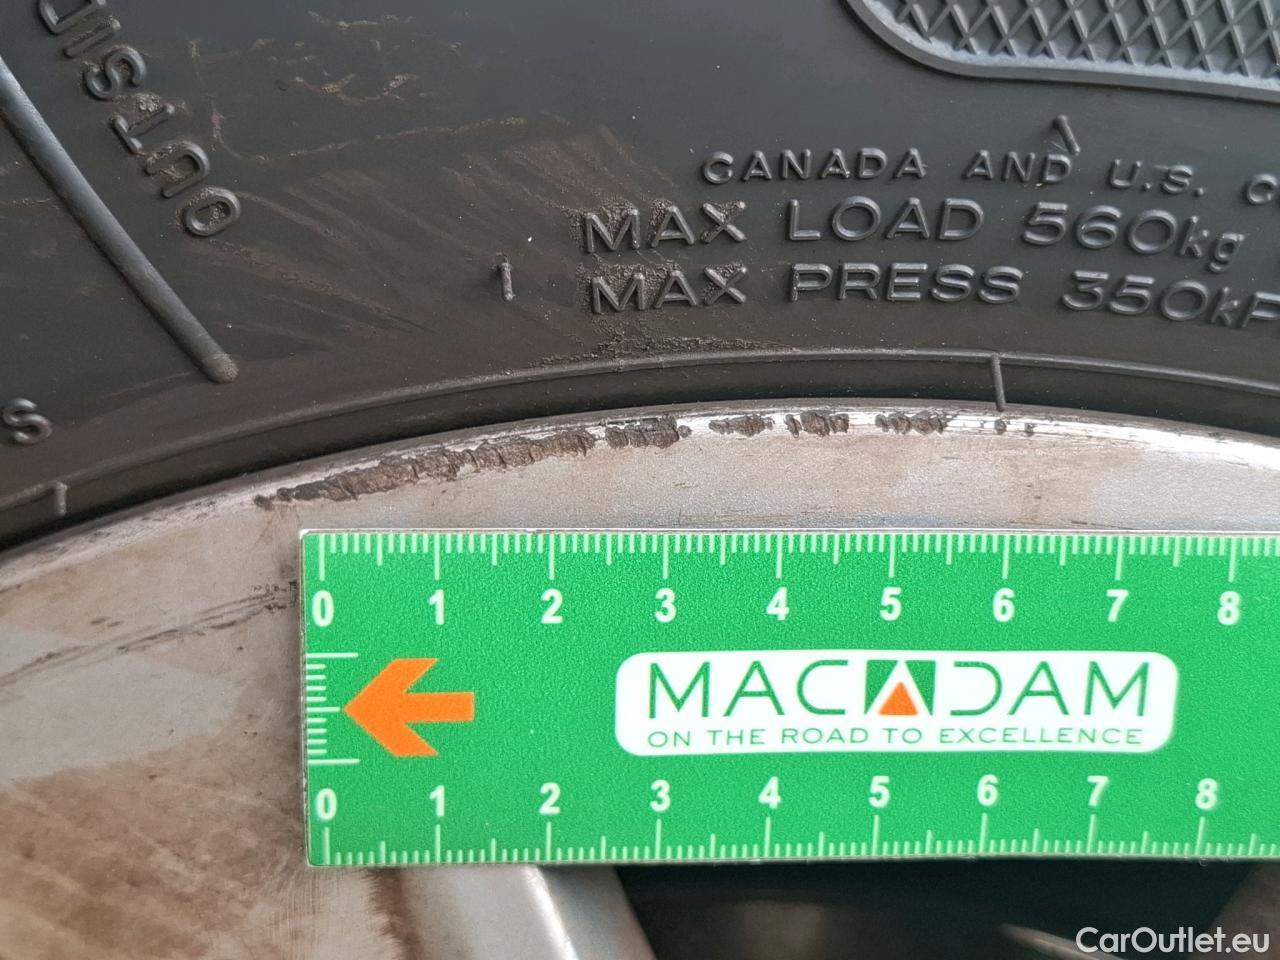 OUTSID
CANADA AND U.S. C
MAX LOAD 560kg
MAX PRESS 350kP
S
0 1 2 3 4 5 6 7 8
MACADAM
ON THE ROAD TO EXCELLENCE
0 1 2 3 4 5 6 7 8
CarOutlet.eu